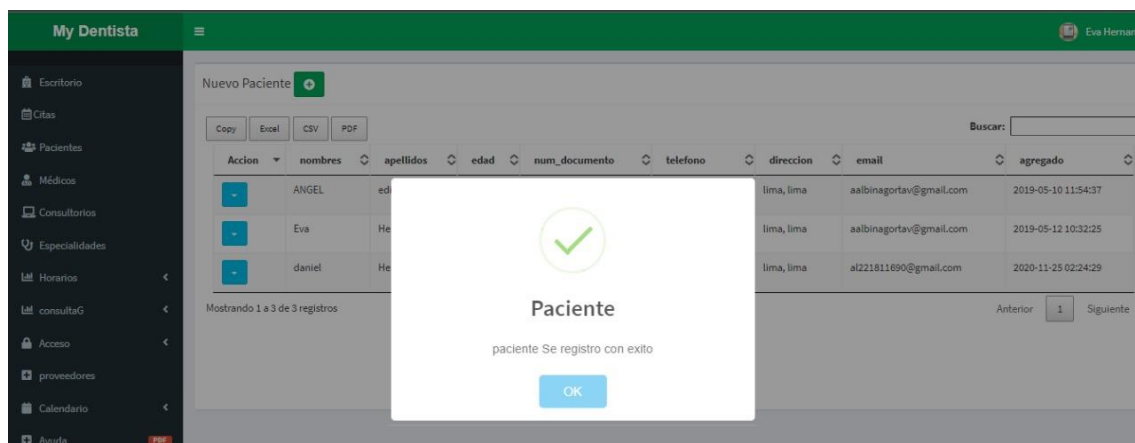 My Dentista
Eva Hernan
Escritorio
Citas
Pacientes
Médicos
Consultorios
Especialidades
Horarios
consultaG
Acceso
proveedores
Calendario
Ayuda PDF
Nuevo Paciente
Copy Excel CSV PDF
Buscar:
Accion nombres apellidos edad num_documento telefono direccion email agregado
ANGEL edi lima, lima aalbinagortav@gmail.com 2019-05-10 11:54:37
Eva He lima, lima aalbinagortav@gmail.com 2019-05-12 10:32:25
daniel He lima, lima al221811690@gmail.com 2020-11-25 02:24:29
Mostrando 1 a 3 de 3 registros
Anterior 1 Siguiente
Paciente
paciente Se registro con exito
OK